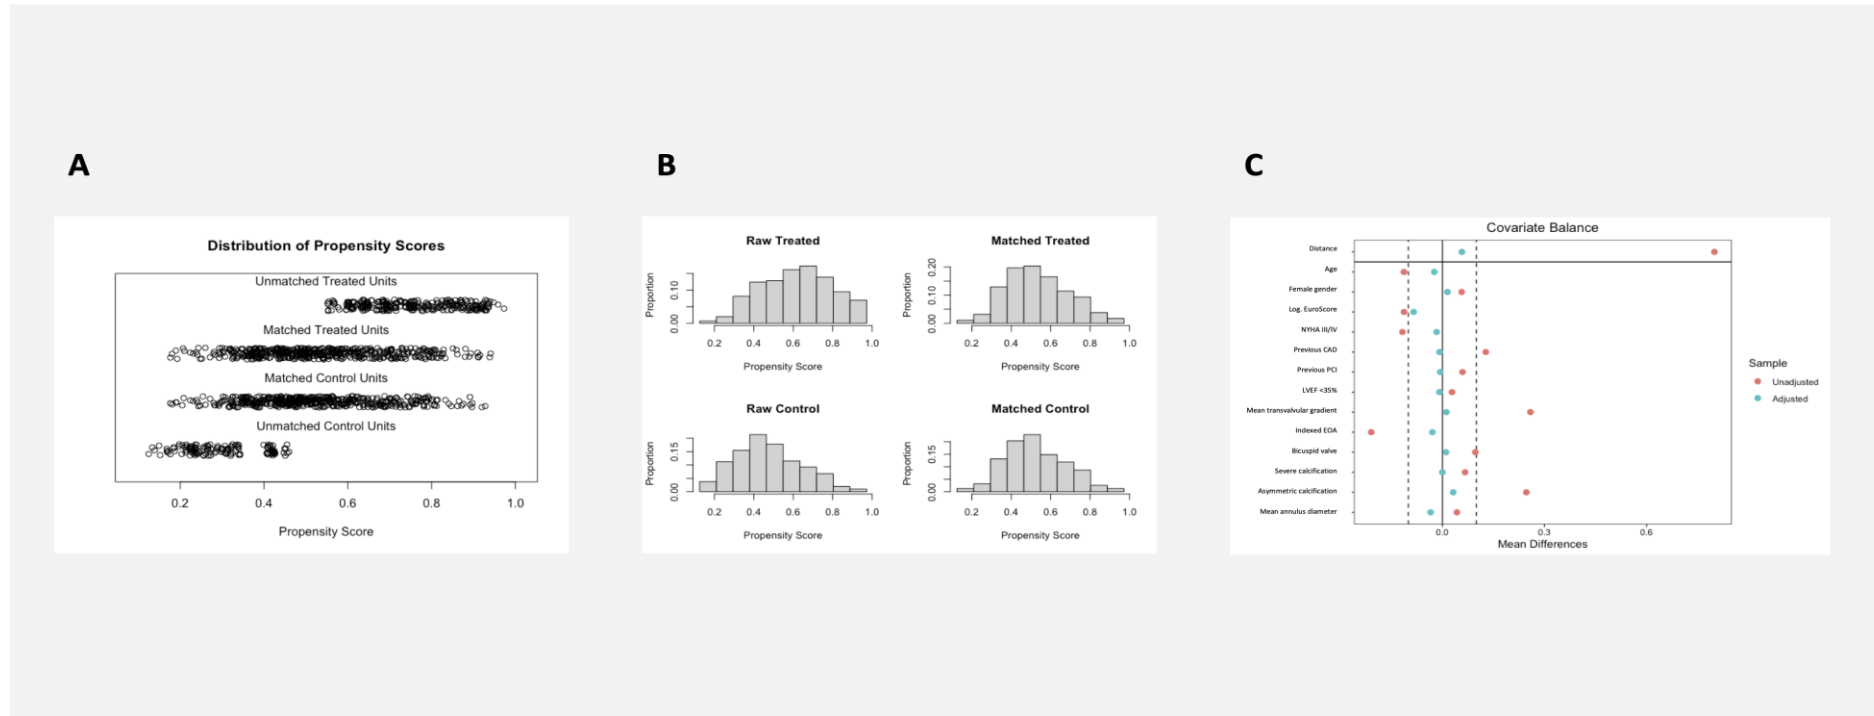 A
Distribution of Propensity Scores
Unmatched Treated Units
Matched Treated Units
Matched Control Units
Unmatched Control Units
0.2 0.4 0.6 0.8 1.0
Propensity Score
B
Raw Treated
Proportion
0.00 0.10
0.2 0.4 0.6 0.8 1.0
Propensity Score
Matched Treated
Proportion
0.00 0.10 0.20
0.2 0.4 0.6 0.8 1.0
Propensity Score
Raw Control
Proportion
0.00 0.15
0.2 0.4 0.6 0.8 1.0
Propensity Score
Matched Control
Proportion
0.00 0.15
0.2 0.4 0.6 0.8 1.0
Propensity Score
C
Covariate Balance
Distance
Age
Female gender
Log. EuroScore
NYHA III/IV
Previous CAD
Previous PCI
LVEF <35%
Mean transvalvular gradient
Indexed EOA
Bicuspid valve
Severe calcification
Asymmetric calcification
Mean annulus diameter
0.0 0.3 0.6
Mean Differences
Sample
Unadjusted
Adjusted